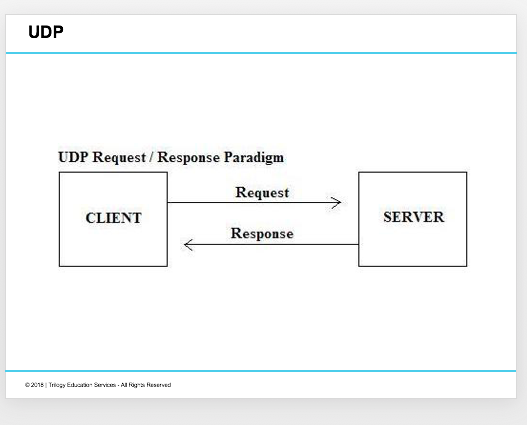 UDP
UDP Request / Response Paradigm
Request
CLIENT
SERVER
Response
© 2018 | Trilogy Education Services - All Rights Reserved